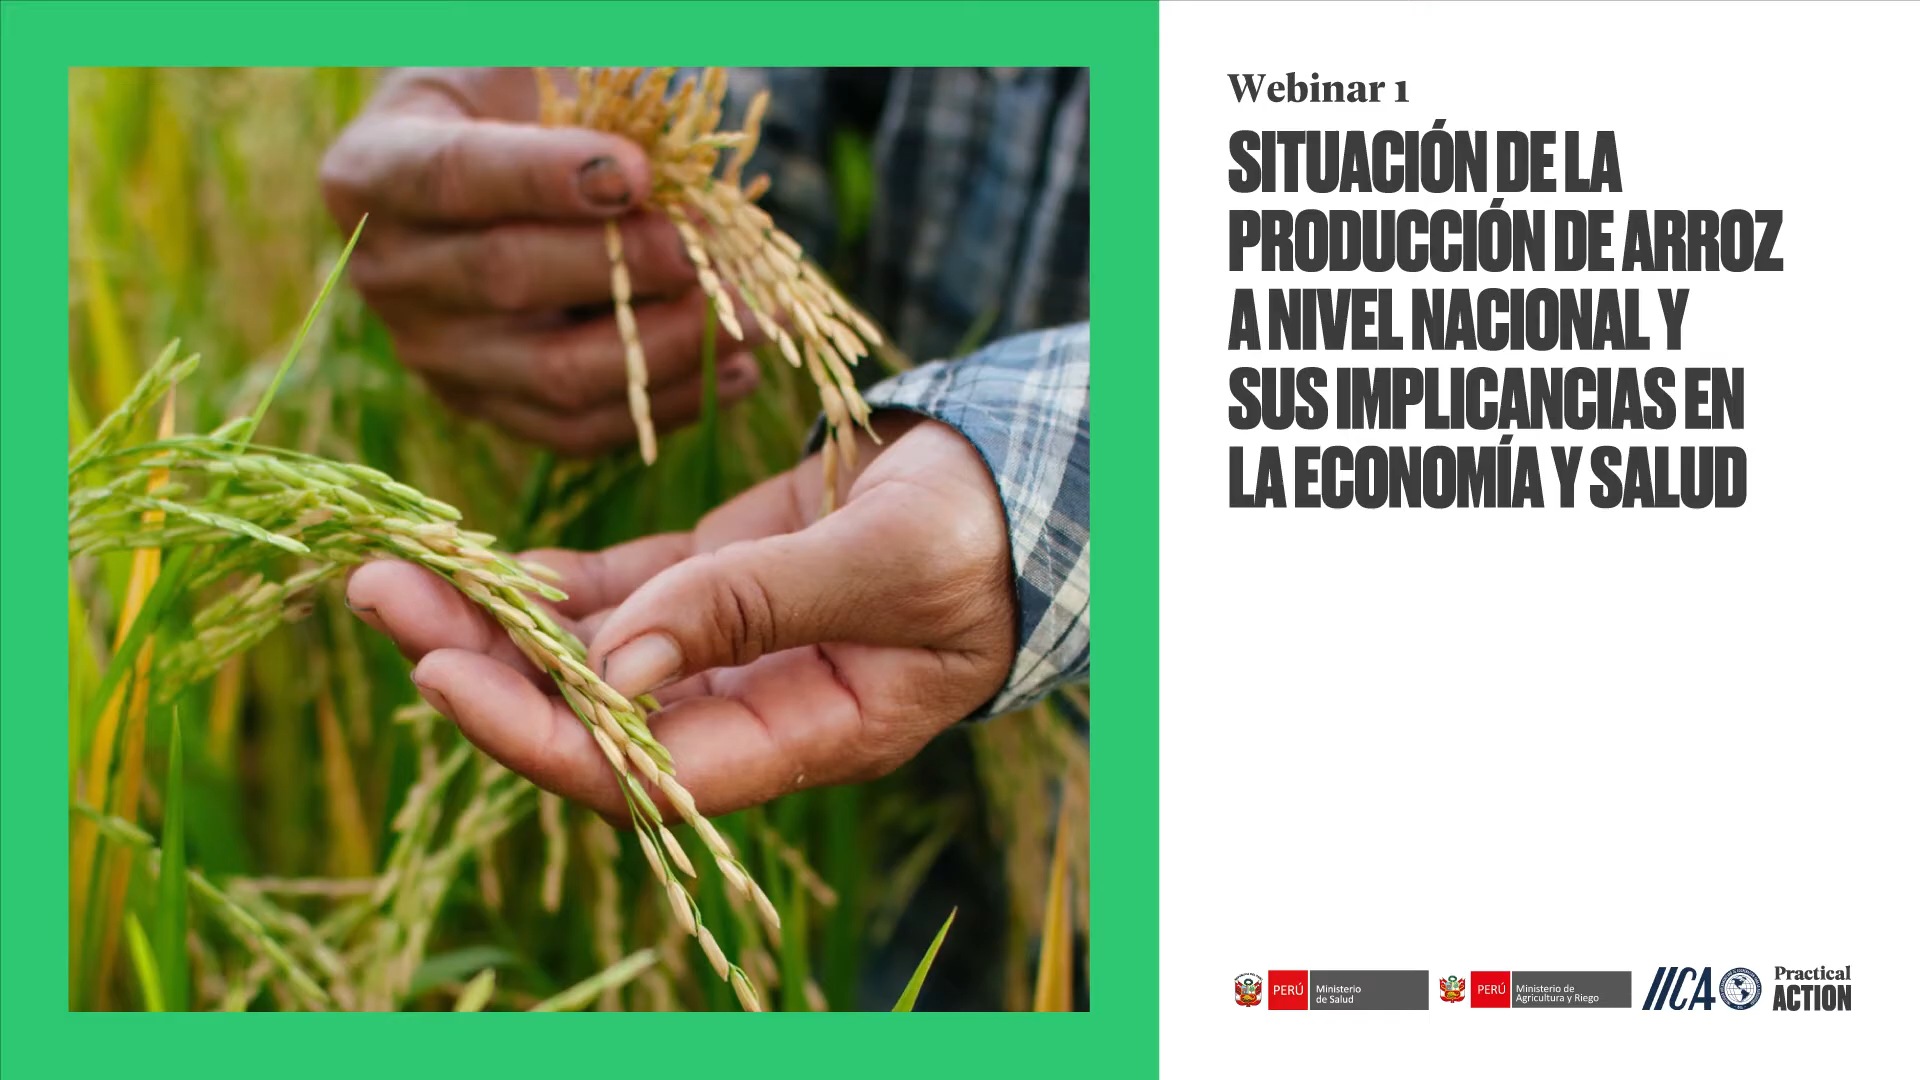 Webinar 1
SITUACIÓN DE LA
PRODUCCIÓN DE ARROZ
A NIVEL NACIONAL Y
SUS IMPLICANCIAS EN
LA ECONOMÍA Y SALUD
PERÚ
Ministerio
de Salud
PERÚ
Ministerio de
Agricultura y Riego
IICA
Practical
ACTION